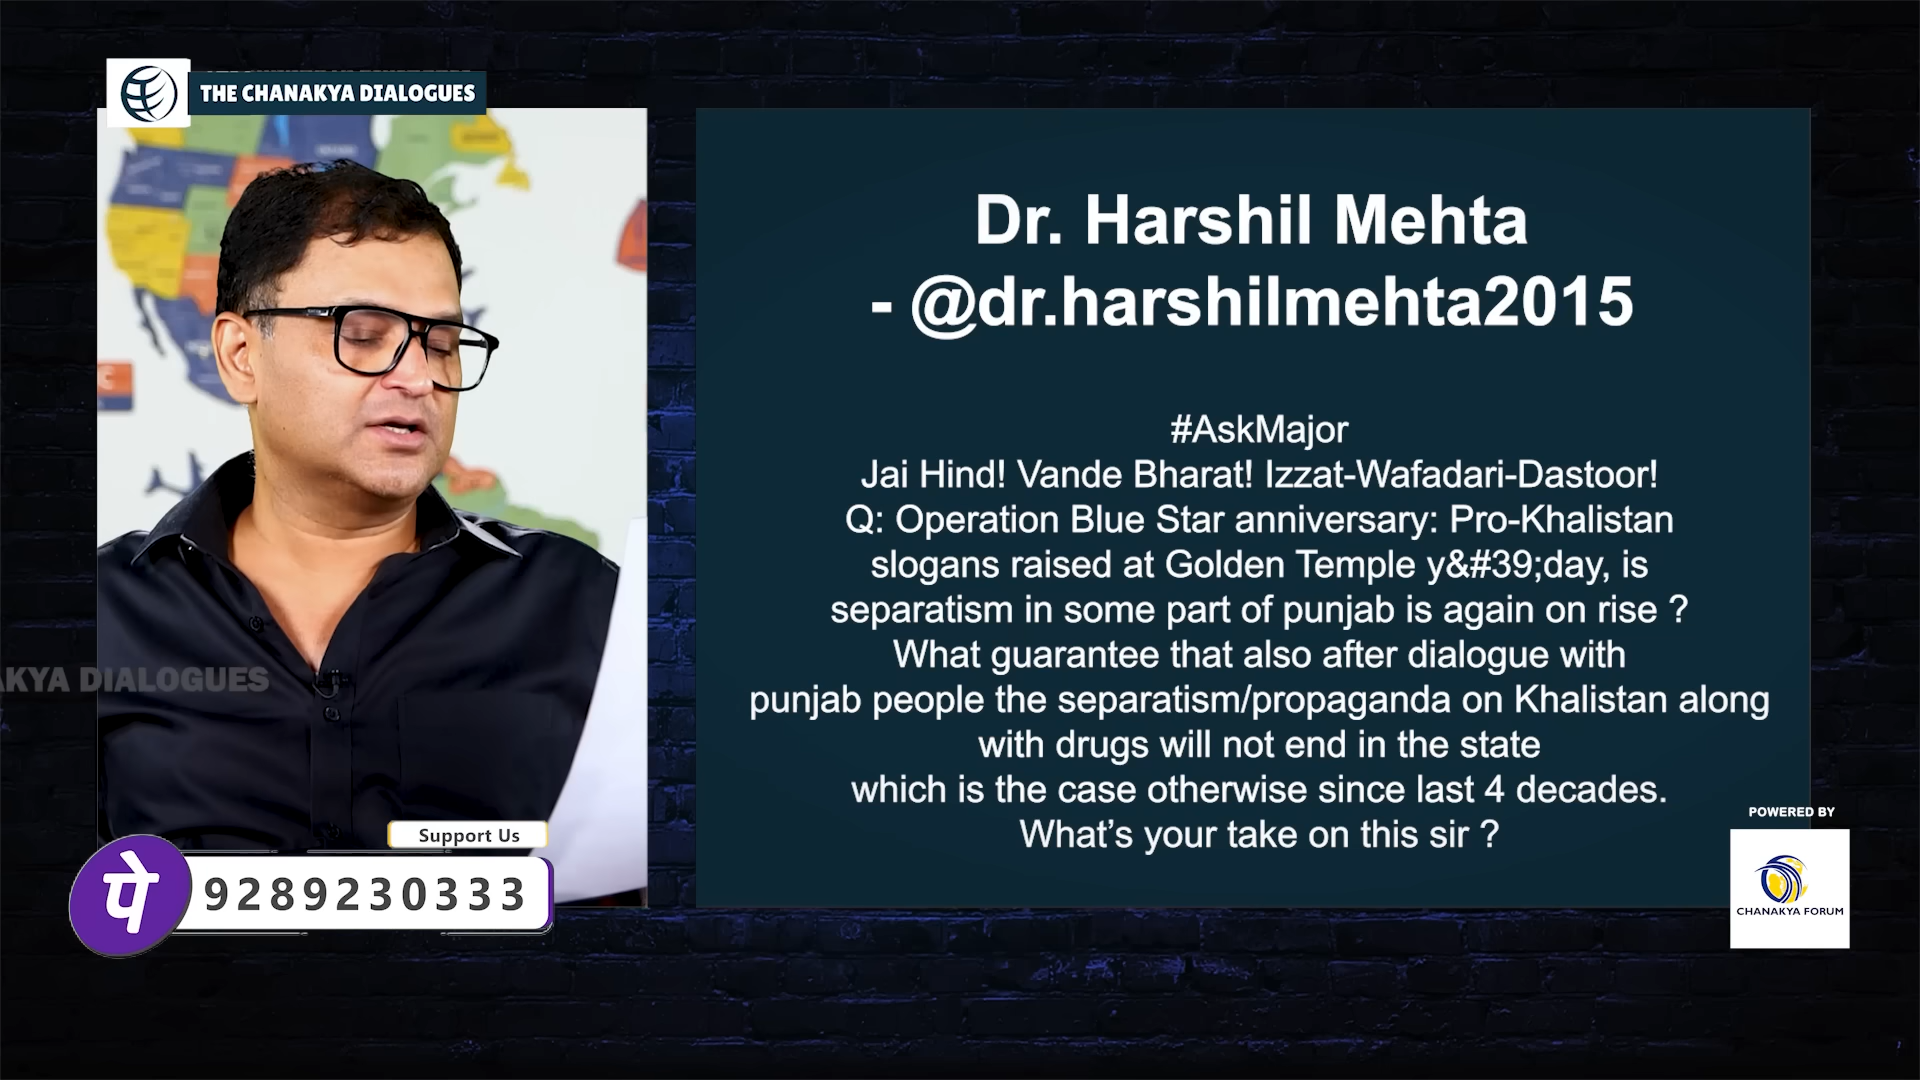 THE CHANAKYA DIALOGUES
Dr. Harshil Mehta
- @dr.harshilmehta2015
#AskMajor
Jai Hind! Vande Bharat! Izzat-Wafadari-Dastoor!
Q: Operation Blue Star anniversary: Pro-Khalistan
slogans raised at Golden Temple y&#39;day, is
separatism in some part of punjab is again on rise ?
What guarantee that also after dialogue with
punjab people the separatism/propaganda on Khalistan along
with drugs will not end in the state
which is the case otherwise since last 4 decades.
What's your take on this sir ?
AKYA DIALOGUES
Support Us
पे
9289230333
POWERED BY
CHANAKYA FORUM